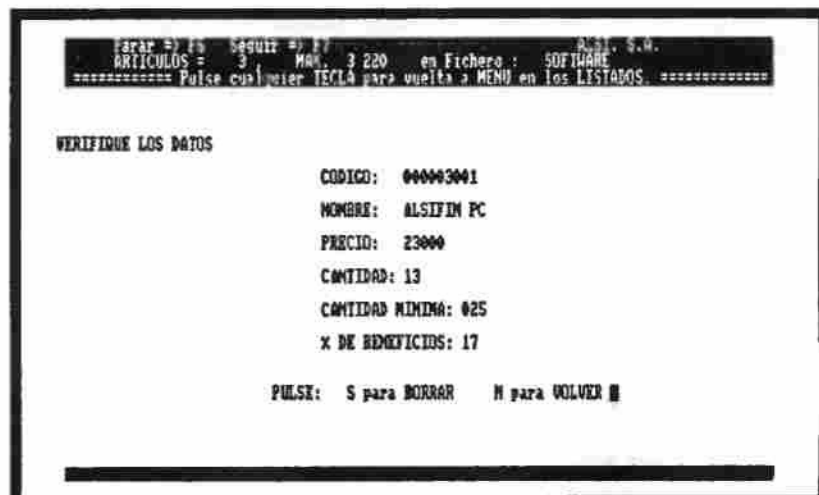 Parar => F6 Seguir => F7 ALSI, S.A.
ARTICULOS = 3 , MAX. 3 220 en Fichero : SOFTWARE
============ Pulse cualquier TECLA para vuelta a MENU en los LISTADOS. =============
VERIFIQUE LOS DATOS
CODIGO: 000003001
NOMBRE: ALSIFIN PC
PRECIO: 23000
CANTIDAD: 13
CANTIDAD MINIMA: 025
% DE BENEFICIOS: 17
PULSE: S para BORRAR N para VOLVER